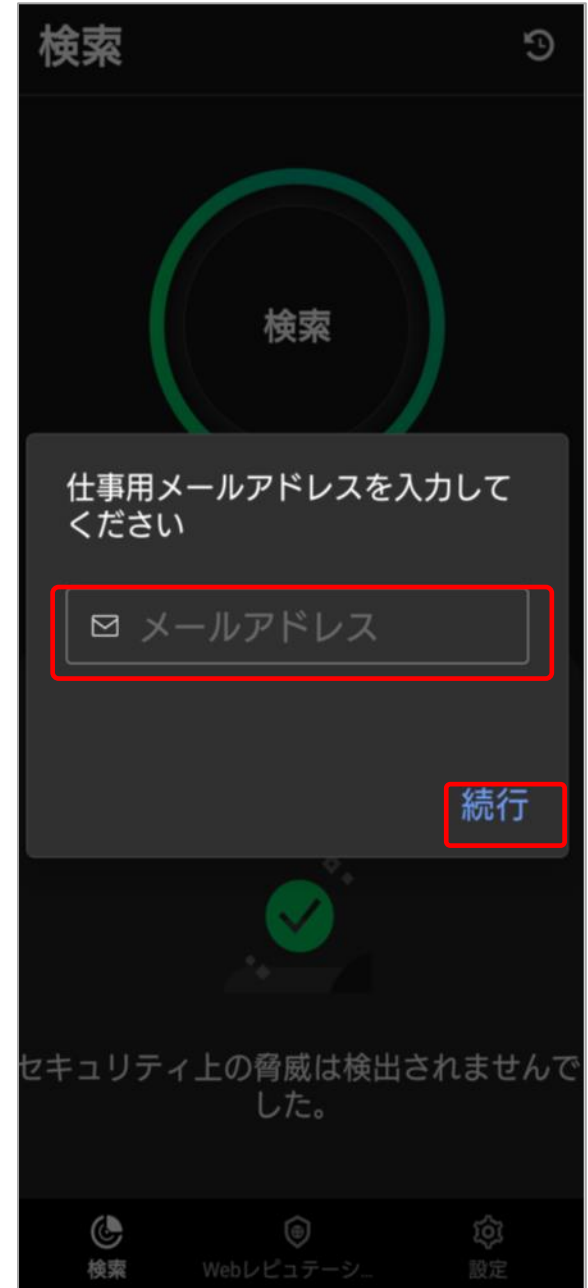 検索
検索
仕事用メールアドレスを入力して
ください
メールアドレス
続行
セキュリティ上の脅威は検出されませんで
した。
検索
Webレピュテーシ...
設定